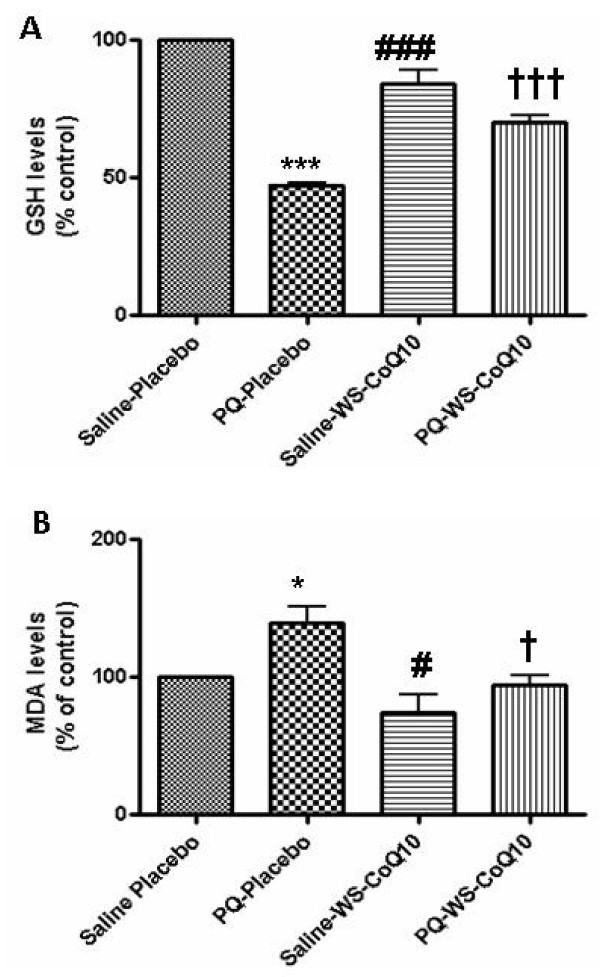 A
GSH levels
(% control)
100
50
0
***
###
†††
Saline-Placebo
PQ-Placebo
Saline-WS-CoQ10
PQ-WS-CoQ10
B
MDA levels
(% of control)
200
100
0
*
#
†
Saline Placebo
PQ-Placebo
Saline-WS-CoQ10
PQ-WS-CoQ10